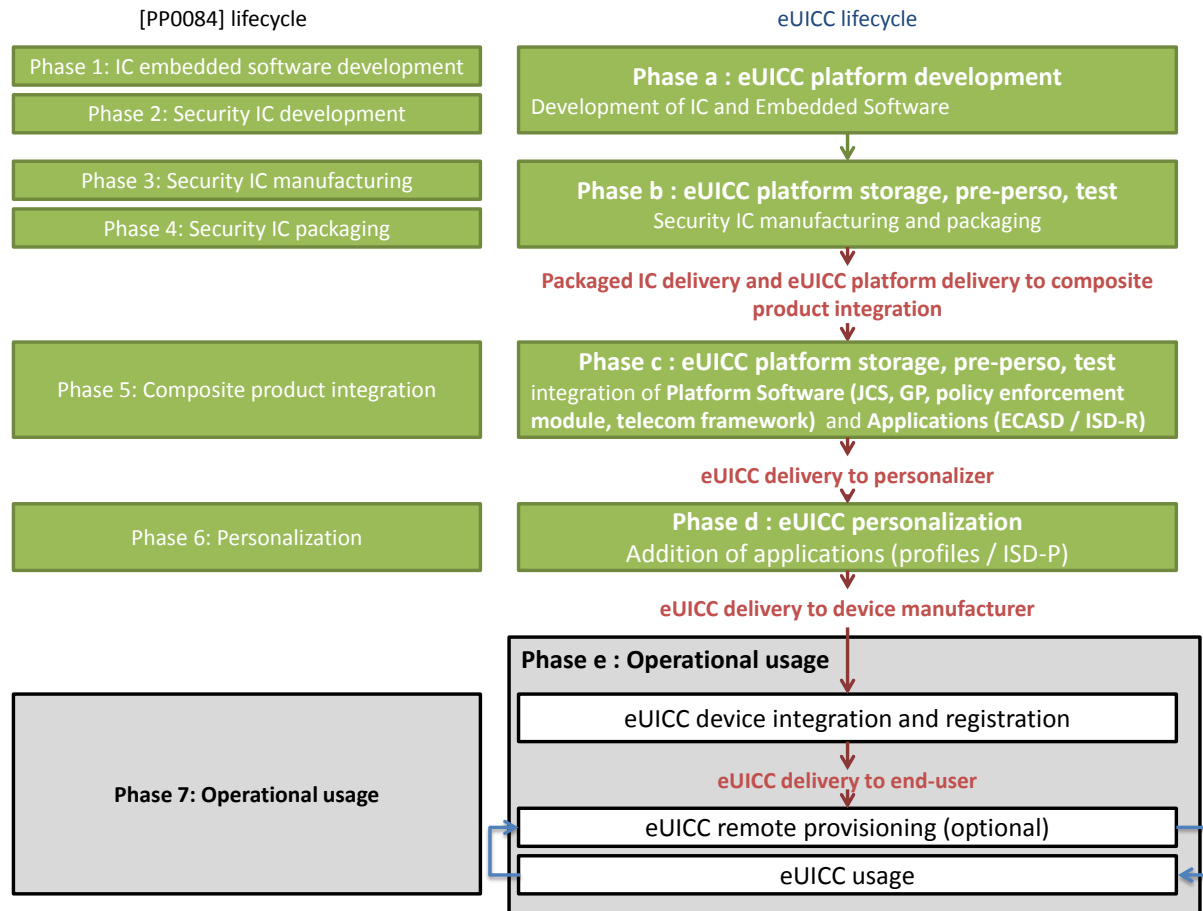 [PP0084] lifecycle
eUICC lifecycle
Phase 1: IC embedded software development
Phase 2: Security IC development
Phase a : eUICC platform development
Development of IC and Embedded Software
Phase 3: Security IC manufacturing
Phase 4: Security IC packaging
Phase b : eUICC platform storage, pre-perso, test
Security IC manufacturing and packaging
Packaged IC delivery and eUICC platform delivery to composite
product integration
Phase 5: Composite product integration
Phase c : eUICC platform storage, pre-perso, test
integration of Platform Software (JCS, GP, policy enforcement
module, telecom framework) and Applications (ECASD / ISD-R)
eUICC delivery to personalizer
Phase 6: Personalization
Phase d : eUICC personalization
Addition of applications (profiles / ISD-P)
eUICC delivery to device manufacturer
Phase e : Operational usage
eUICC device integration and registration
eUICC delivery to end-user
Phase 7: Operational usage
eUICC remote provisioning (optional)
eUICC usage